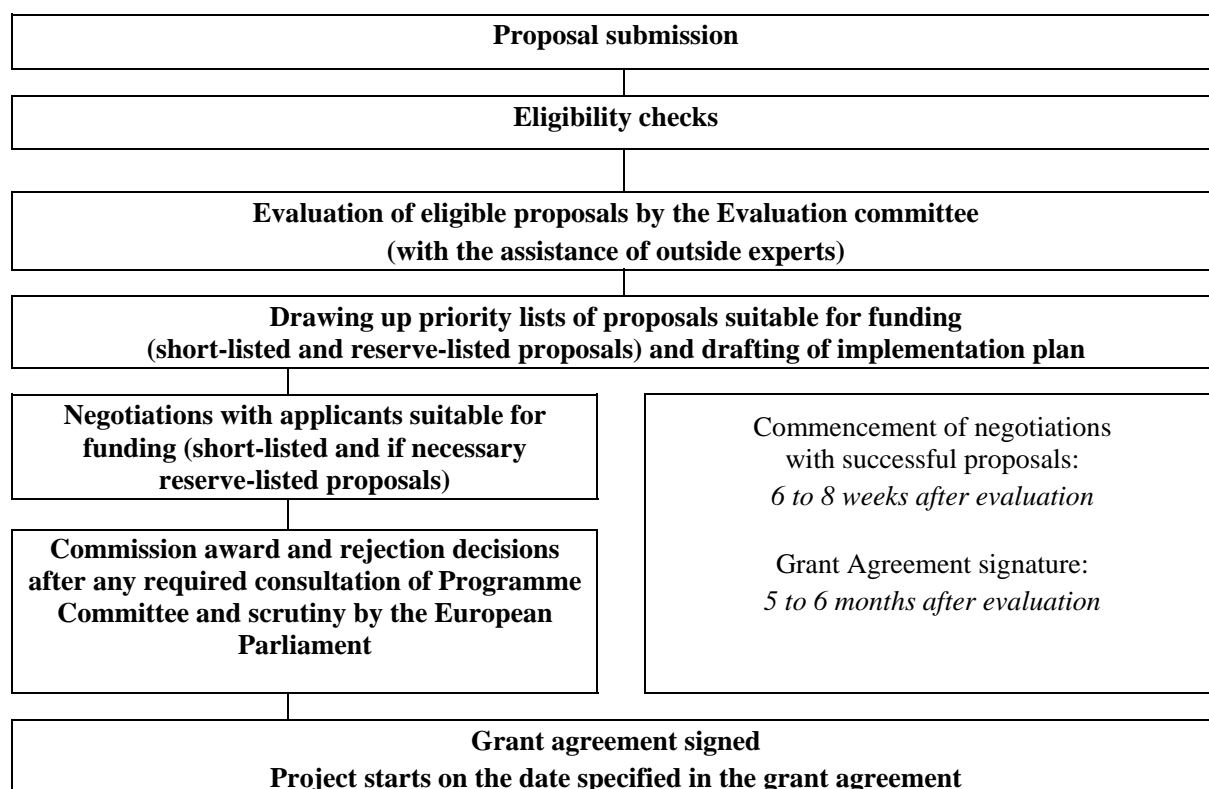 Proposal submission
Eligibility checks
Evaluation of eligible proposals by the Evaluation committee
(with the assistance of outside experts)
Drawing up priority lists of proposals suitable for funding
(short-listed and reserve-listed proposals) and drafting of implementation plan
Negotiations with applicants suitable for
funding (short-listed and if necessary
reserve-listed proposals)
Commission award and rejection decisions
after any required consultation of Programme
Committee and scrutiny by the European
Parliament
Commencement of negotiations
with successful proposals:
6 to 8 weeks after evaluation
Grant Agreement signature:
5 to 6 months after evaluation
Grant agreement signed
Project starts on the date specified in the grant agreement